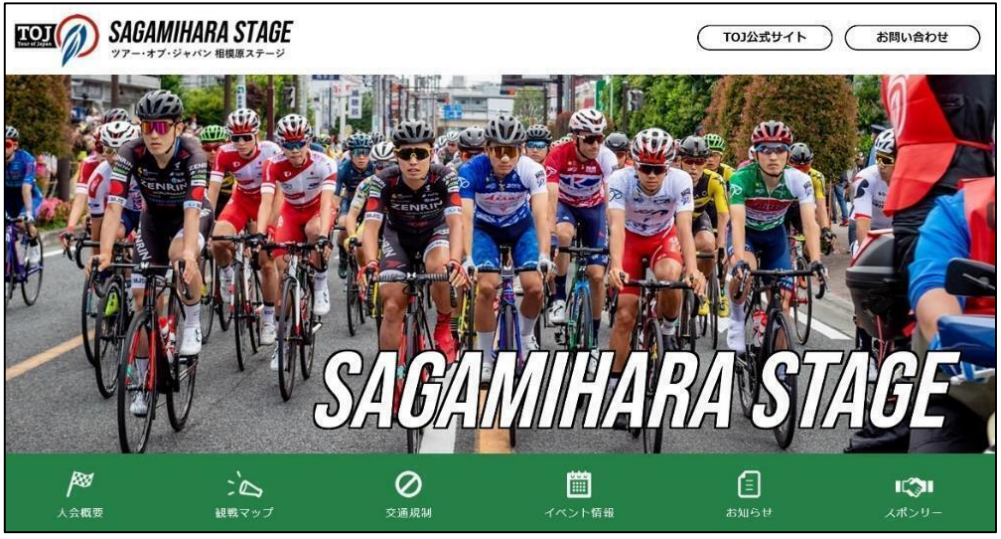 TOJ
Tour of Japan
SAGAMIHARA STAGE
ツアー・オブ・ジャパン 相模原ステージ
TOJ公式サイト
お問い合わせ
ZENRIN
ZENRIN
SAGAMIHARA STAGE
大会概要
観戦マップ
交通規制
イベント情報
お知らせ
スポンサー